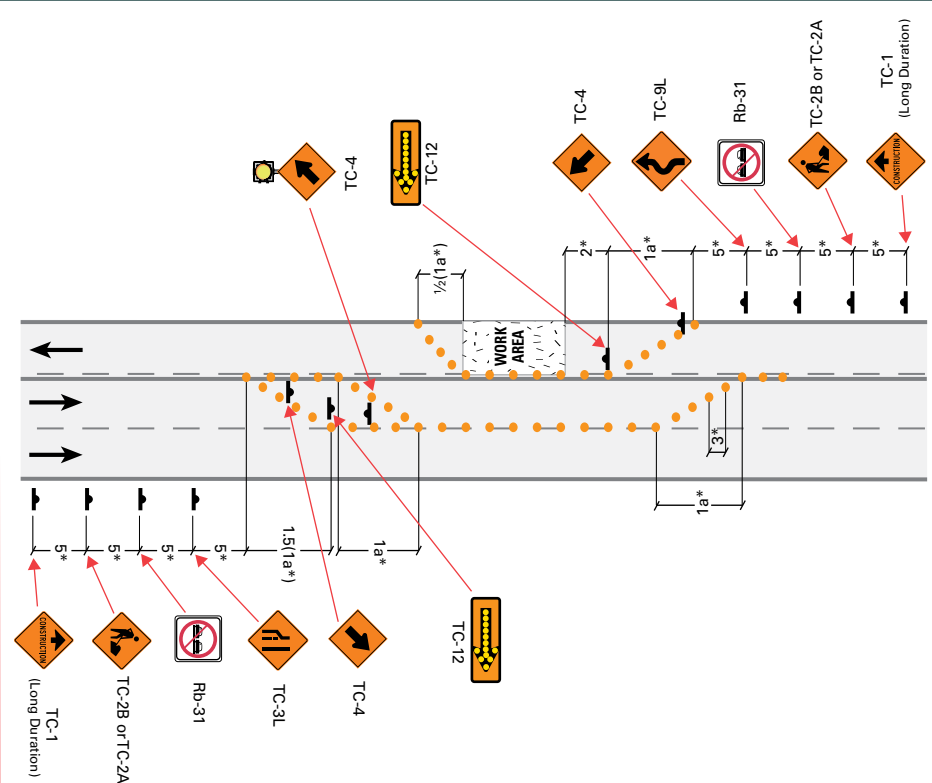 TC-1
(Long Duration)
TC-2B or TC-2A
Rb-31
TC-9L
TC-4
TC-12
TC-4
CONSTRUCTION
5*
5*
5*
5*
1a*
2*
½(1a*)
WORK
AREA
3*
1a*
1a*
1.5(1a*)
5*
5*
5*
5*
CONSTRUCTION
TC-1
(Long Duration)
TC-2B or TC-2A
Rb-31
TC-3L
TC-4
TC-12